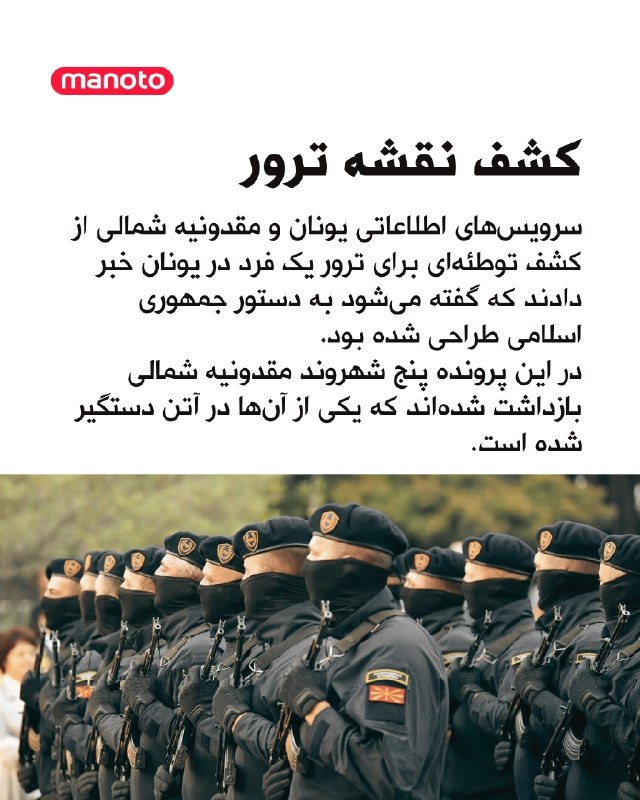 manoto
کشف نقشه ترور
سرویس‌های اطلاعاتی یونان و مقدونیه شمالی از
کشف توطئه‌ای برای ترور یک فرد در یونان خبر
دادند که گفته می‌شود به دستور جمهوری
اسلامی طراحی شده بود.
در این پرونده پنج شهروند مقدونیه شمالی
بازداشت شده‌اند که یکی از آن‌ها در آتن دستگیر
شده است.